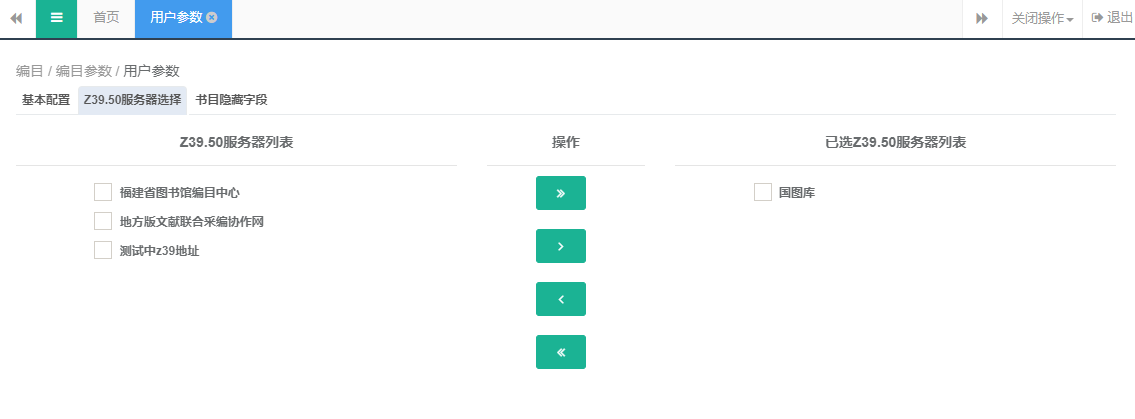 首页 用户参数 关闭操作 退出
编目 / 编目参数 / 用户参数
基本配置 Z39.50服务器选择 书目隐藏字段
Z39.50服务器列表 操作 已选Z39.50服务器列表
福建省图书馆编目中心 国图库
地方版文献联合采编协作网
测试中z39地址